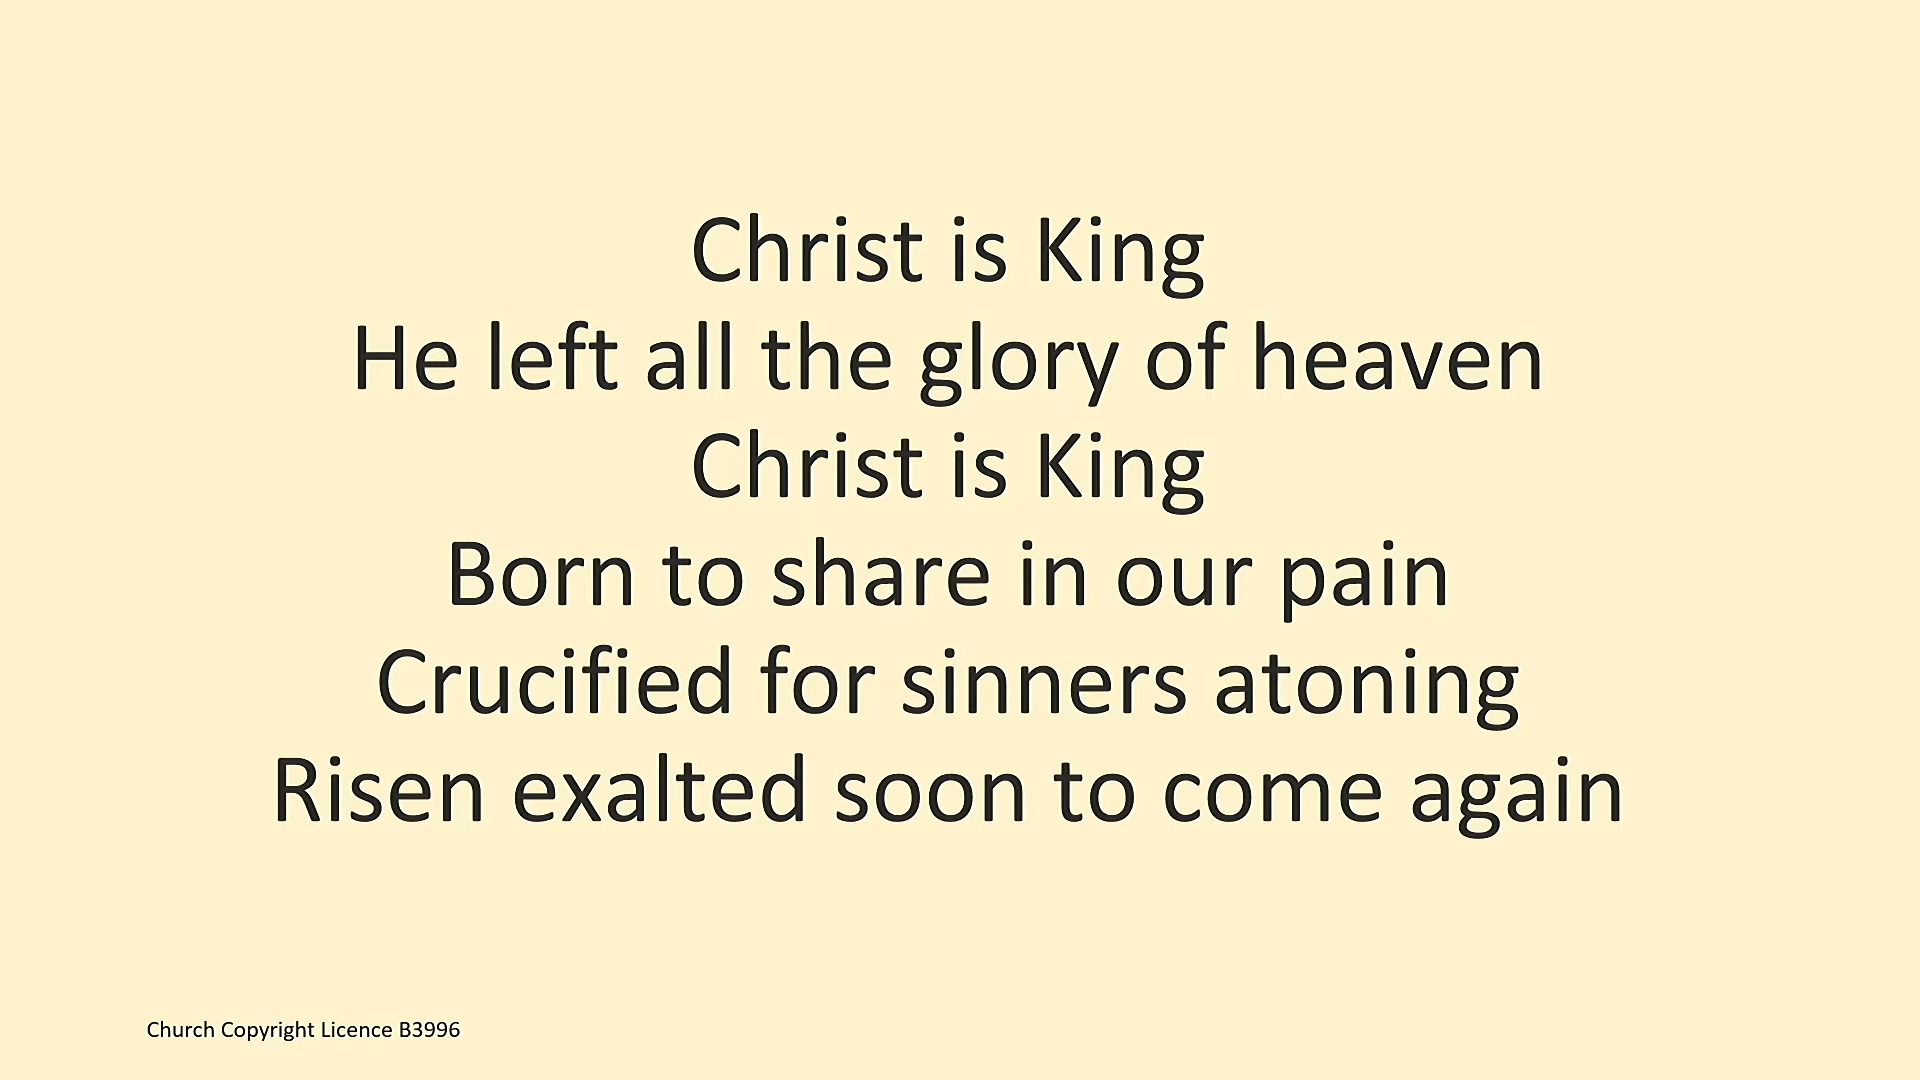 Christ is King
He left all the glory of heaven
Christ is King
Born to share in our pain
Crucified for sinners atoning
Risen exalted soon to come again
Church Copyright Licence B3996